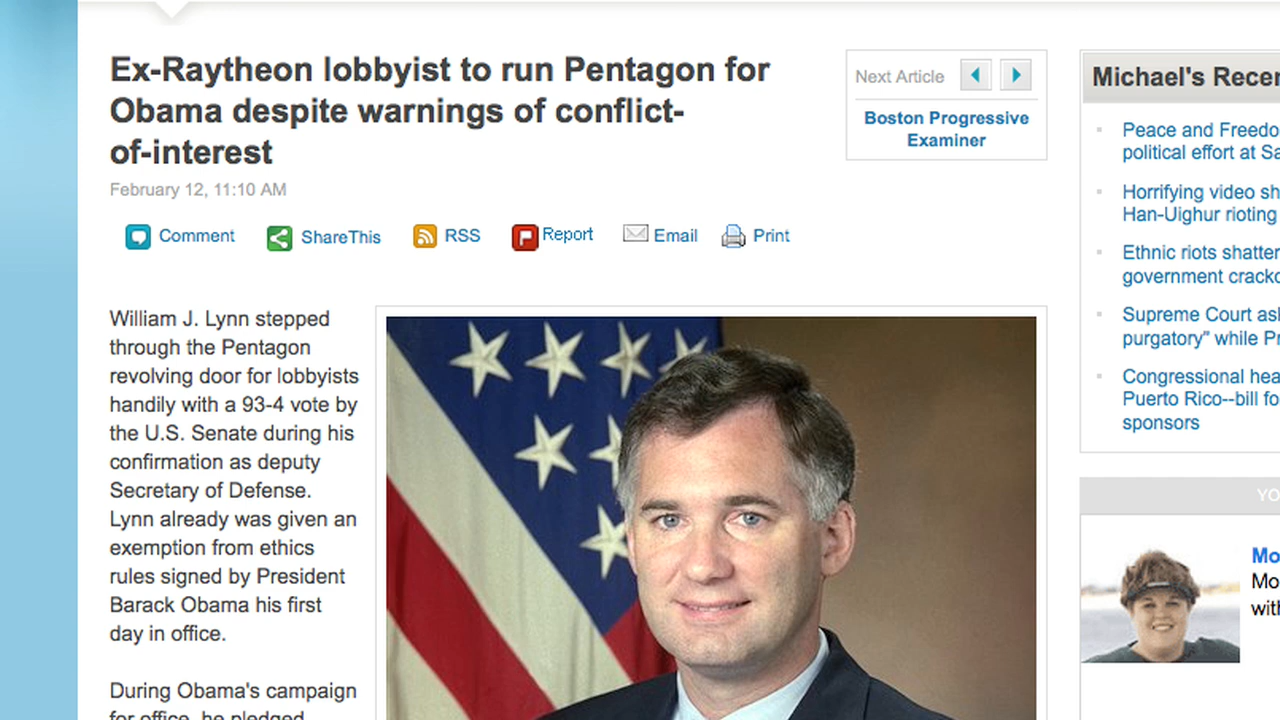 Ex-Raytheon lobbyist to run Pentagon for
Obama despite warnings of conflict-
of-interest
February 12, 11:10 AM
Comment
ShareThis
RSS
Report
Email
Print
Next Article
Boston Progressive
Examiner
William J. Lynn stepped
through the Pentagon
revolving door for lobbyists
handily with a 93-4 vote by
the U.S. Senate during his
confirmation as deputy
Secretary of Defense.
Lynn already was given an
exemption from ethics
rules signed by President
Barack Obama his first
day in office.
During Obama's campaign
for office, he pledged
Michael's Recen
Peace and Freedo
political effort at Sa
Horrifying video sh
Han-Uighur rioting
Ethnic riots shatter
government crackd
Supreme Court ask
purgatory" while Pr
Congressional hea
Puerto Rico--bill fo
sponsors
YO
Mo
Mo
with